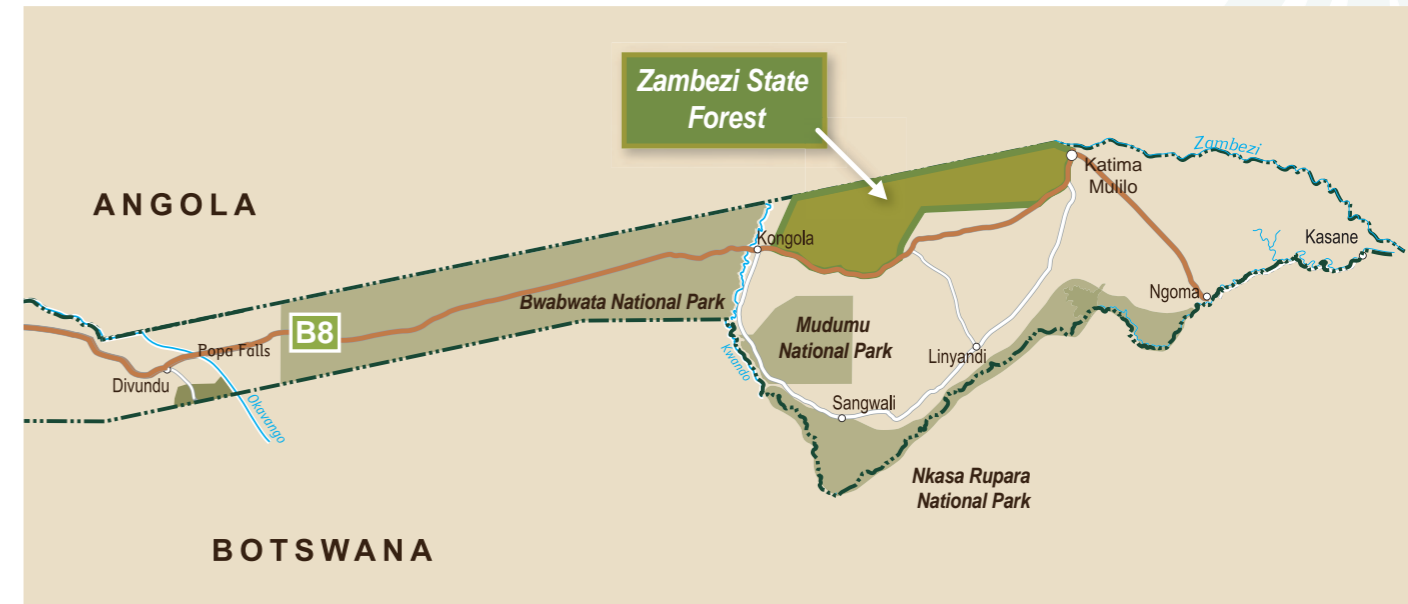 Zambezi State
Forest
Zambezi
Katima
Mulilo
ANGOLA
Kongola
Kasane
Ngoma
Bwabwata National Park
B8
Mudumu
National Park
Popa Falls
Linyandi
Kwando
Divundu
Okavango
Sangwali
Nkasa Rupara
National Park
BOTSWANA